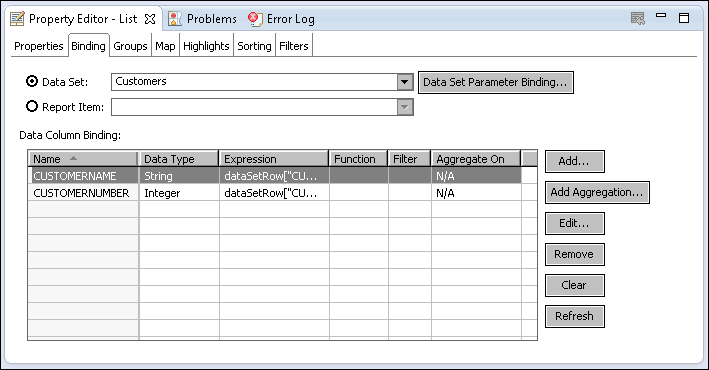 Property Editor - List Problems Error Log
Properties Binding Groups Map Highlights Sorting Filters
Data Set: Customers Data Set Parameter Binding...
Report Item:
Data Column Binding:
Name Data Type Expression Function Filter Aggregate On
CUSTOMERNAME String dataSetRow["CU... N/A
CUSTOMERNUMBER Integer dataSetRow["CU... N/A
Add...
Add Aggregation...
Edit...
Remove
Clear
Refresh